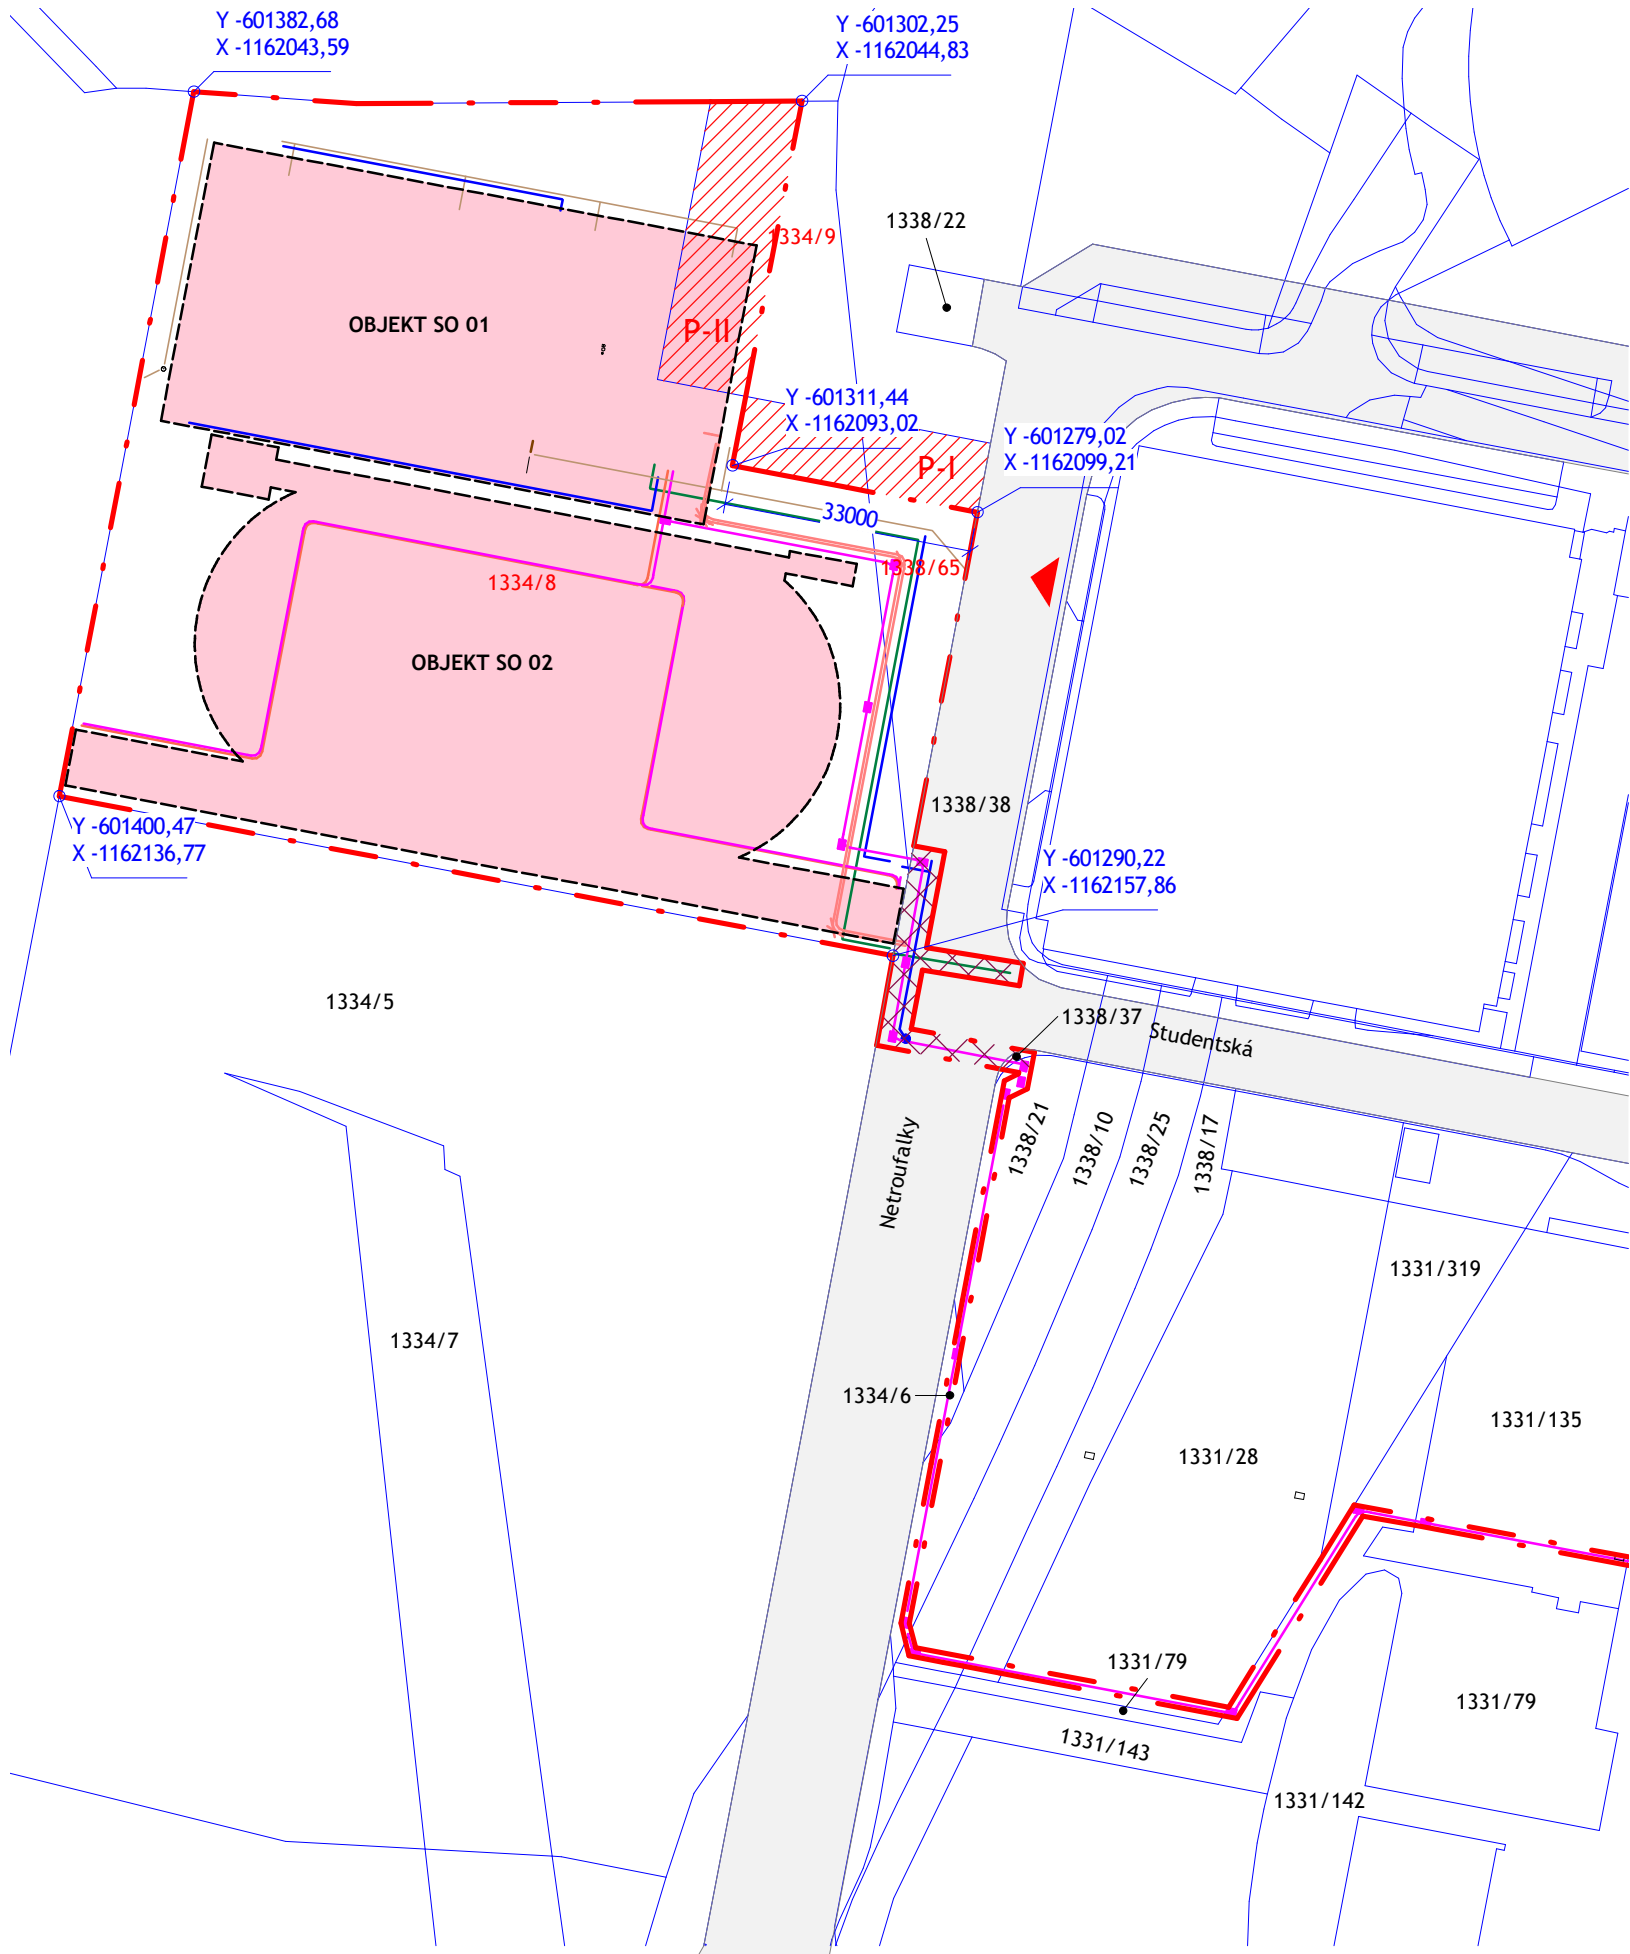 Y -601382,68
X -1162043,59
Y -601302,25
X -1162044,83
1338/22
1334/9
OBJEKT SO 01
P-II
Y -601311,44
X -1162093,02
Y -601279,02
X -1162099,21
P-I
33000
1338/65
1334/8
OBJEKT SO 02
1338/38
Y -601400,47
X -1162136,77
Y -601290,22
X -1162157,86
1334/5
1338/37
Studentská
Netroufalky
1338/21
1338/10
1338/25
1338/17
1331/319
1334/7
1334/6
1331/135
1331/28
1331/79
1331/79
1331/143
1331/142